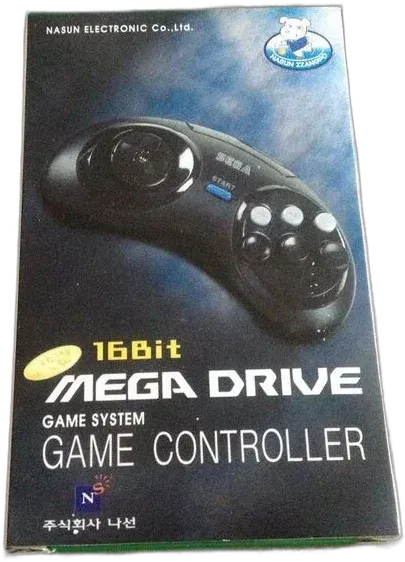 NASUN ELECTRONIC Co.,Ltd.
NASUN ZZANGPO
SEGA
START
16Bit
MEGA DRIVE
GAME SYSTEM
GAME CONTROLLER
NS
주식회사 나선